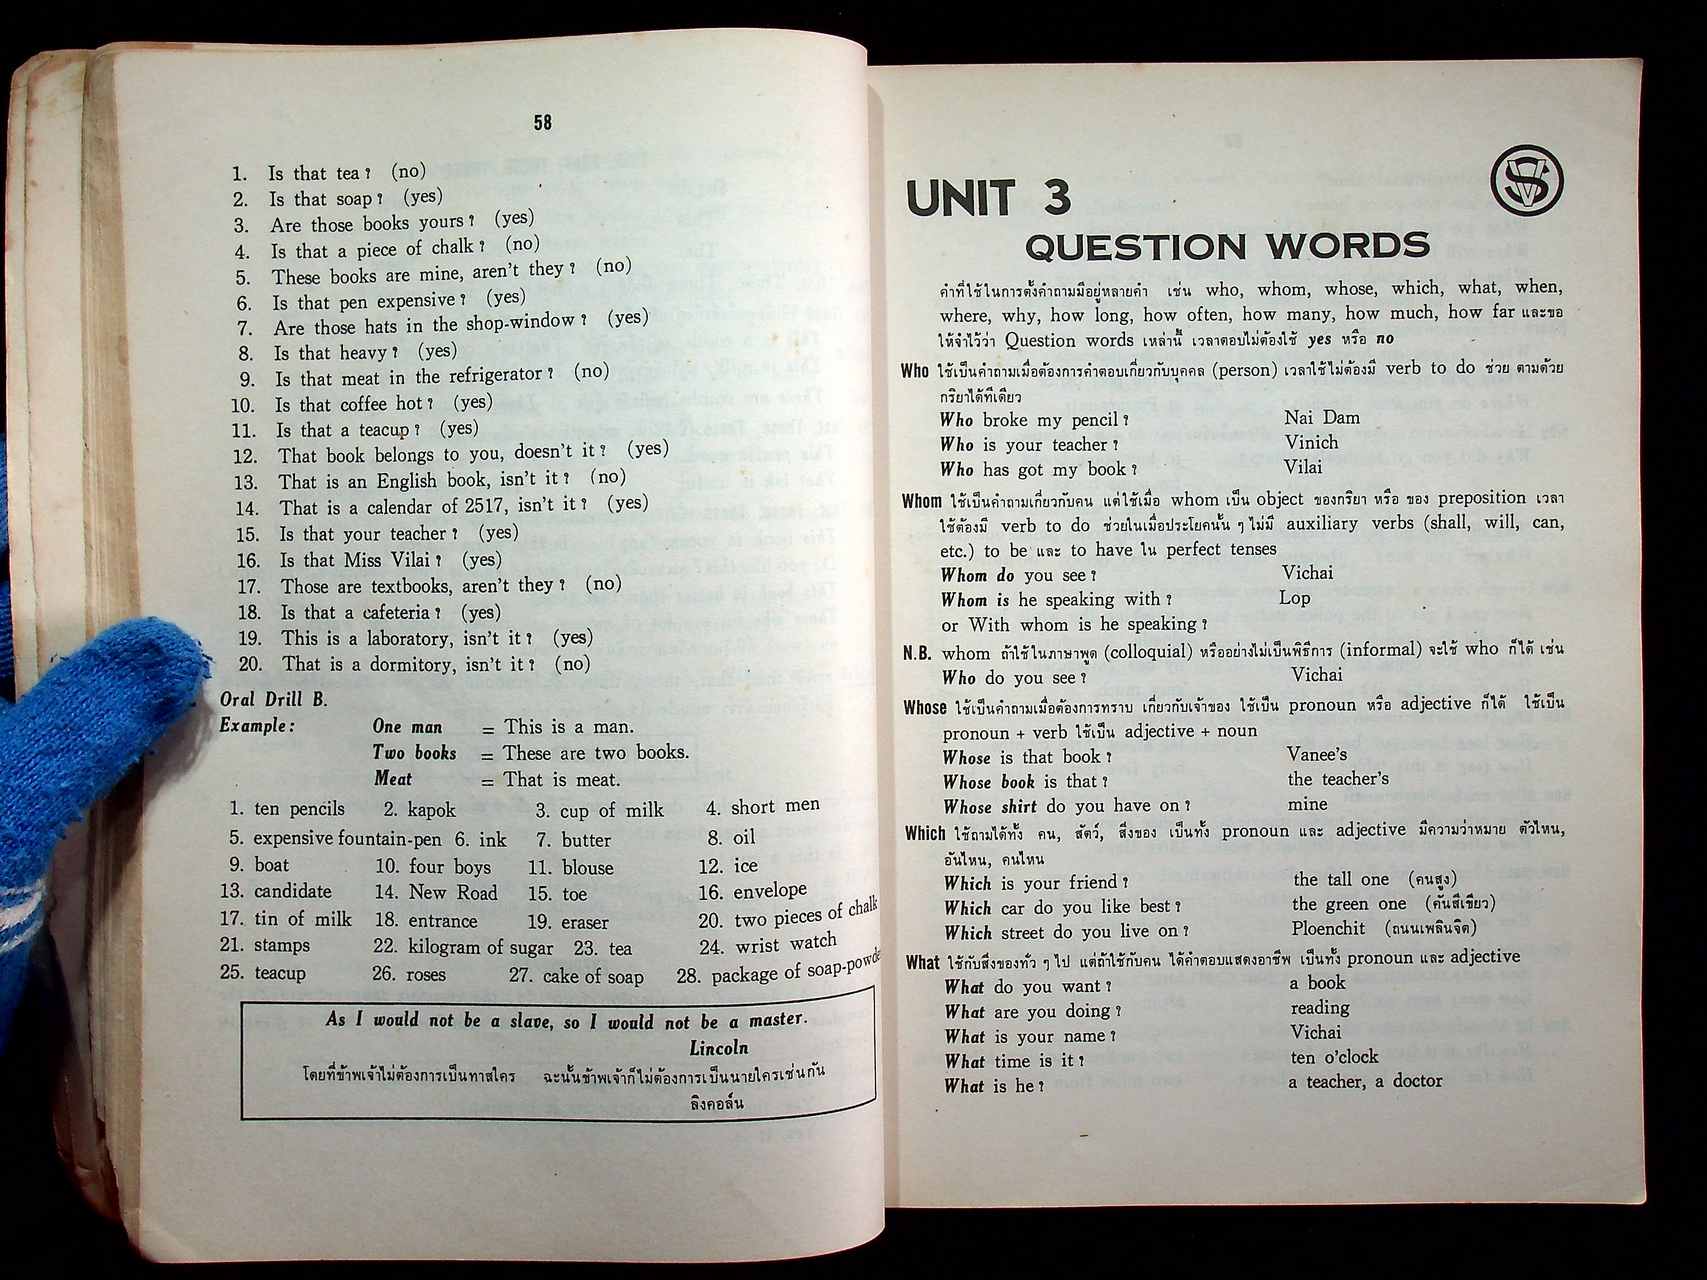 58
1. Is that tea? (no)
2. Is that soap? (yes)
3. Are those books yours? (yes)
4. Is that a piece of chalk? (no)
5. These books are mine, aren't they? (no)
6. Is that pen expensive? (yes)
7. Are those hats in the shop-window? (yes)
8. Is that heavy? (yes)
9. Is that meat in the refrigerator? (no)
10. Is that coffee hot? (yes)
11. Is that a teacup? (yes)
12. That book belongs to you, doesn't it? (yes)
13. That is an English book, isn't it? (no)
14. That is a calendar of 2517, isn't it? (yes)
15. Is that your teacher? (yes)
16. Is that Miss Vilai? (yes)
17. Those are textbooks, aren't they? (no)
18. Is that a cafeteria? (yes)
19. This is a laboratory, isn't it? (yes)
20. That is a dormitory, isn't it? (no)
Oral Drill B.
Example: One man = This is a man.
Two books = These are two books.
Meat = That is meat.
1. ten pencils 2. kapok 3. cup of milk 4. short men
5. expensive fountain-pen 6. ink 7. butter 8. oil
9. boat 10. four boys 11. blouse 12. ice
13. candidate 14. New Road 15. toe 16. envelope
17. tin of milk 18. entrance 19. eraser 20. two pieces of chalk
21. stamps 22. kilogram of sugar 23. tea 24. wrist watch
25. teacup 26. roses 27. cake of soap 28. package of soap-powde
As I would not be a slave, so I would not be a master.
Lincoln
โดยที่ข้าพเจ้าไม่ต้องการเป็นทาสใคร ฉะนั้นข้าพเจ้าก็ไม่ต้องการเป็นนายใครเช่นกัน
ลิงคอล์น
SV
UNIT 3
QUESTION WORDS
คำที่ใช้ในการตั้งคำถามมีอยู่หลายคำ เช่น who, whom, whose, which, what, when,
where, why, how long, how often, how many, how much, how far และขอ
ให้จำไว้ว่า Question words เหล่านี้ เวลาตอบไม่ต้องใช้ yes หรือ no
Who ใช้เป็นคำถามเมื่อต้องการคำตอบเกี่ยวกับบุคคล (person) เวลาใช้ไม่ต้องมี verb to do ช่วย ตามด้วย
กริยาได้ทีเดียว
Who broke my pencil? Nai Dam
Who is your teacher? Vinich
Who has got my book? Vilai
Whom ใช้เป็นคำถามเกี่ยวกับคน แต่ใช้เมื่อ whom เป็น object ของกริยา หรือ ของ preposition เวลา
ใช้ต้องมี verb to do ช่วยในเมื่อประโยคนั้น ๆ ไม่มี auxiliary verbs (shall, will, can,
etc.) to be และ to have ใน perfect tenses
Whom do you see? Vichai
Whom is he speaking with? Lop
or With whom is he speaking?
N.B. whom ถ้าใช้ในภาษาพูด (colloquial) หรืออย่างไม่เป็นพิธีการ (informal) จะใช้ who ก็ได้ เช่น
Who do you see? Vichai
Whose ใช้เป็นคำถามเมื่อต้องการทราบ เกี่ยวกับเจ้าของ ใช้เป็น pronoun หรือ adjective ก็ได้ ใช้เป็น
pronoun + verb ใช้เป็น adjective + noun
Whose is that book? Vanee's
Whose book is that? the teacher's
Whose shirt do you have on? mine
Which ใช้ถามได้ทั้ง คน, สัตว์, สิ่งของ เป็นทั้ง pronoun และ adjective มีความว่าหมาย ตัวไหน,
อันไหน, คนไหน
Which is your friend? the tall one (คนสูง)
Which car do you like best? the green one (คันสีเขียว)
Which street do you live on? Ploenchit (ถนนเพลินจิต)
What ใช้กับสิ่งของทั่ว ๆ ไป แต่ถ้าใช้กับคน ได้คำตอบแสดงอาชีพ เป็นทั้ง pronoun และ adjective
What do you want? a book
What are you doing? reading
What is your name? Vichai
What time is it? ten o'clock
What is he? a teacher, a doctor